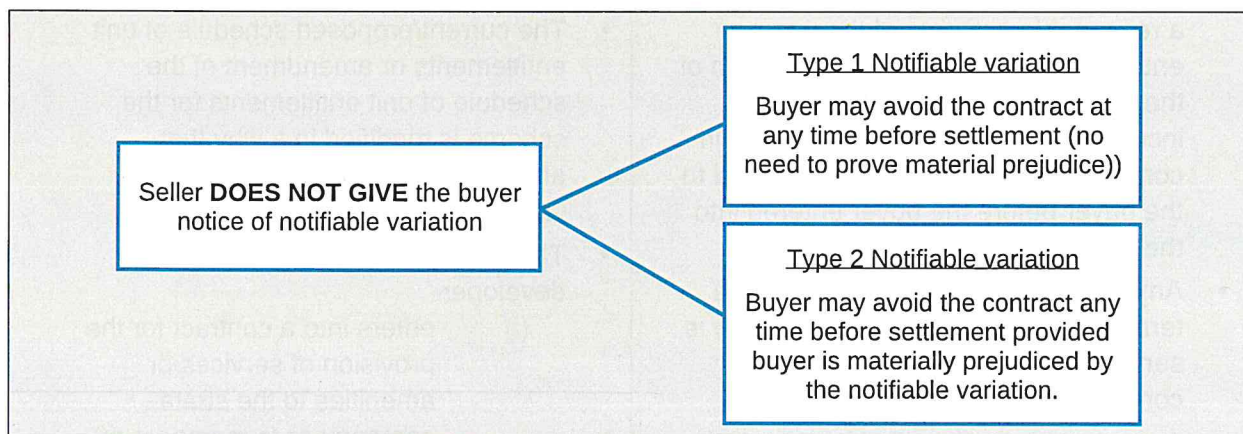 Seller DOES NOT GIVE the buyer
notice of notifiable variation
Type 1 Notifiable variation
Buyer may avoid the contract at
any time before settlement (no
need to prove material prejudice))
Type 2 Notifiable variation
Buyer may avoid the contract any
time before settlement provided
buyer is materially prejudiced by
the notifiable variation.